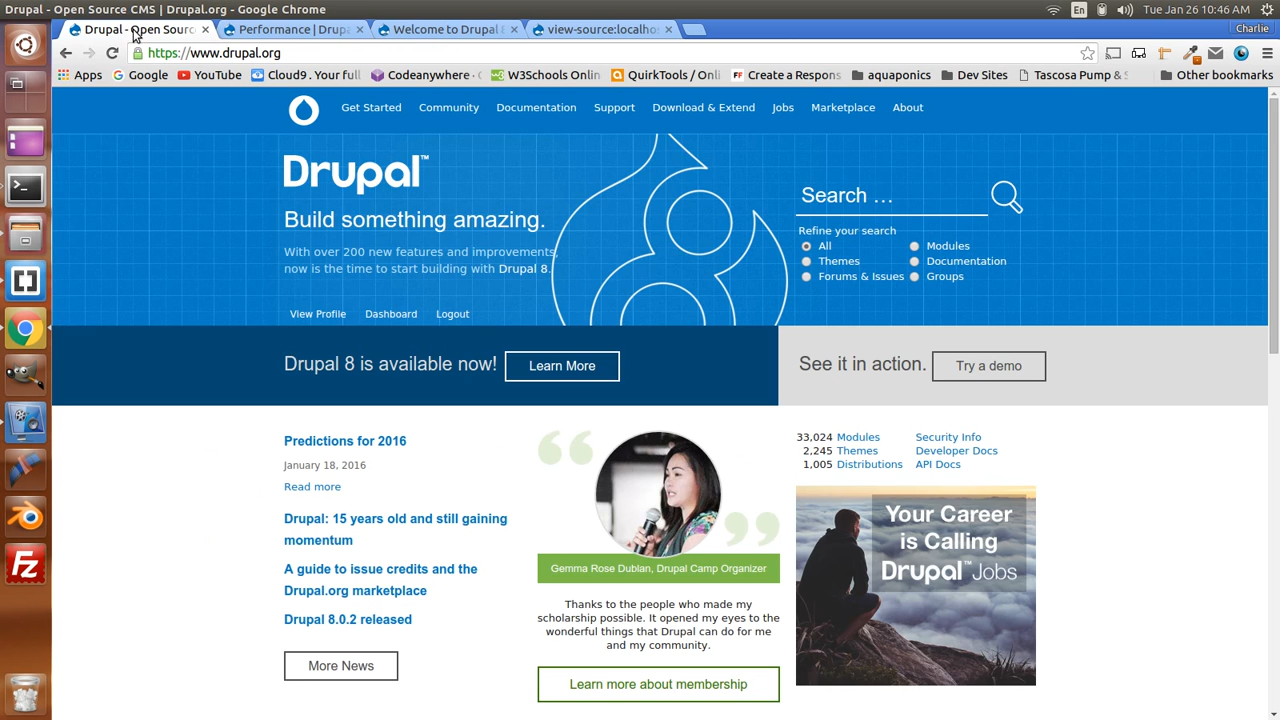 Drupal - Open Source CMS | Drupal.org - Google Chrome
En
Tue Jan 26 10:46 AM
Drupal - Open Sourc
Performance | Drupa
Welcome to Drupal 8
view-source:localhos
Charlie
https://www.drupal.org
Apps
Google
YouTube
Cloud9 . Your full
Codeanywhere · C
W3Schools Onlin
QuirkTools / Onli
FF Create a Respons
aquaponics
Dev Sites
Tascosa Pump & S
Other bookmarks
Get Started
Community
Documentation
Support
Download & Extend
Jobs
Marketplace
About
Drupal™
Build something amazing.
With over 200 new features and improvements,
now is the time to start building with Drupal 8.
View Profile
Dashboard
Logout
Search …
Refine your search
All
Modules
Themes
Documentation
Forums & Issues
Groups
Drupal 8 is available now!
Learn More
See it in action.
Try a demo
Predictions for 2016
January 18, 2016
Read more
Drupal: 15 years old and still gaining
momentum
A guide to issue credits and the
Drupal.org marketplace
Drupal 8.0.2 released
More News
Gemma Rose Dublan, Drupal Camp Organizer
Thanks to the people who made my
scholarship possible. It opened my eyes to the
wonderful things that Drupal can do for me
and my community.
Learn more about membership
33,024 Modules
2,245 Themes
1,005 Distributions
Security Info
Developer Docs
API Docs
Your Career
is Calling
Drupal™Jobs
Fz